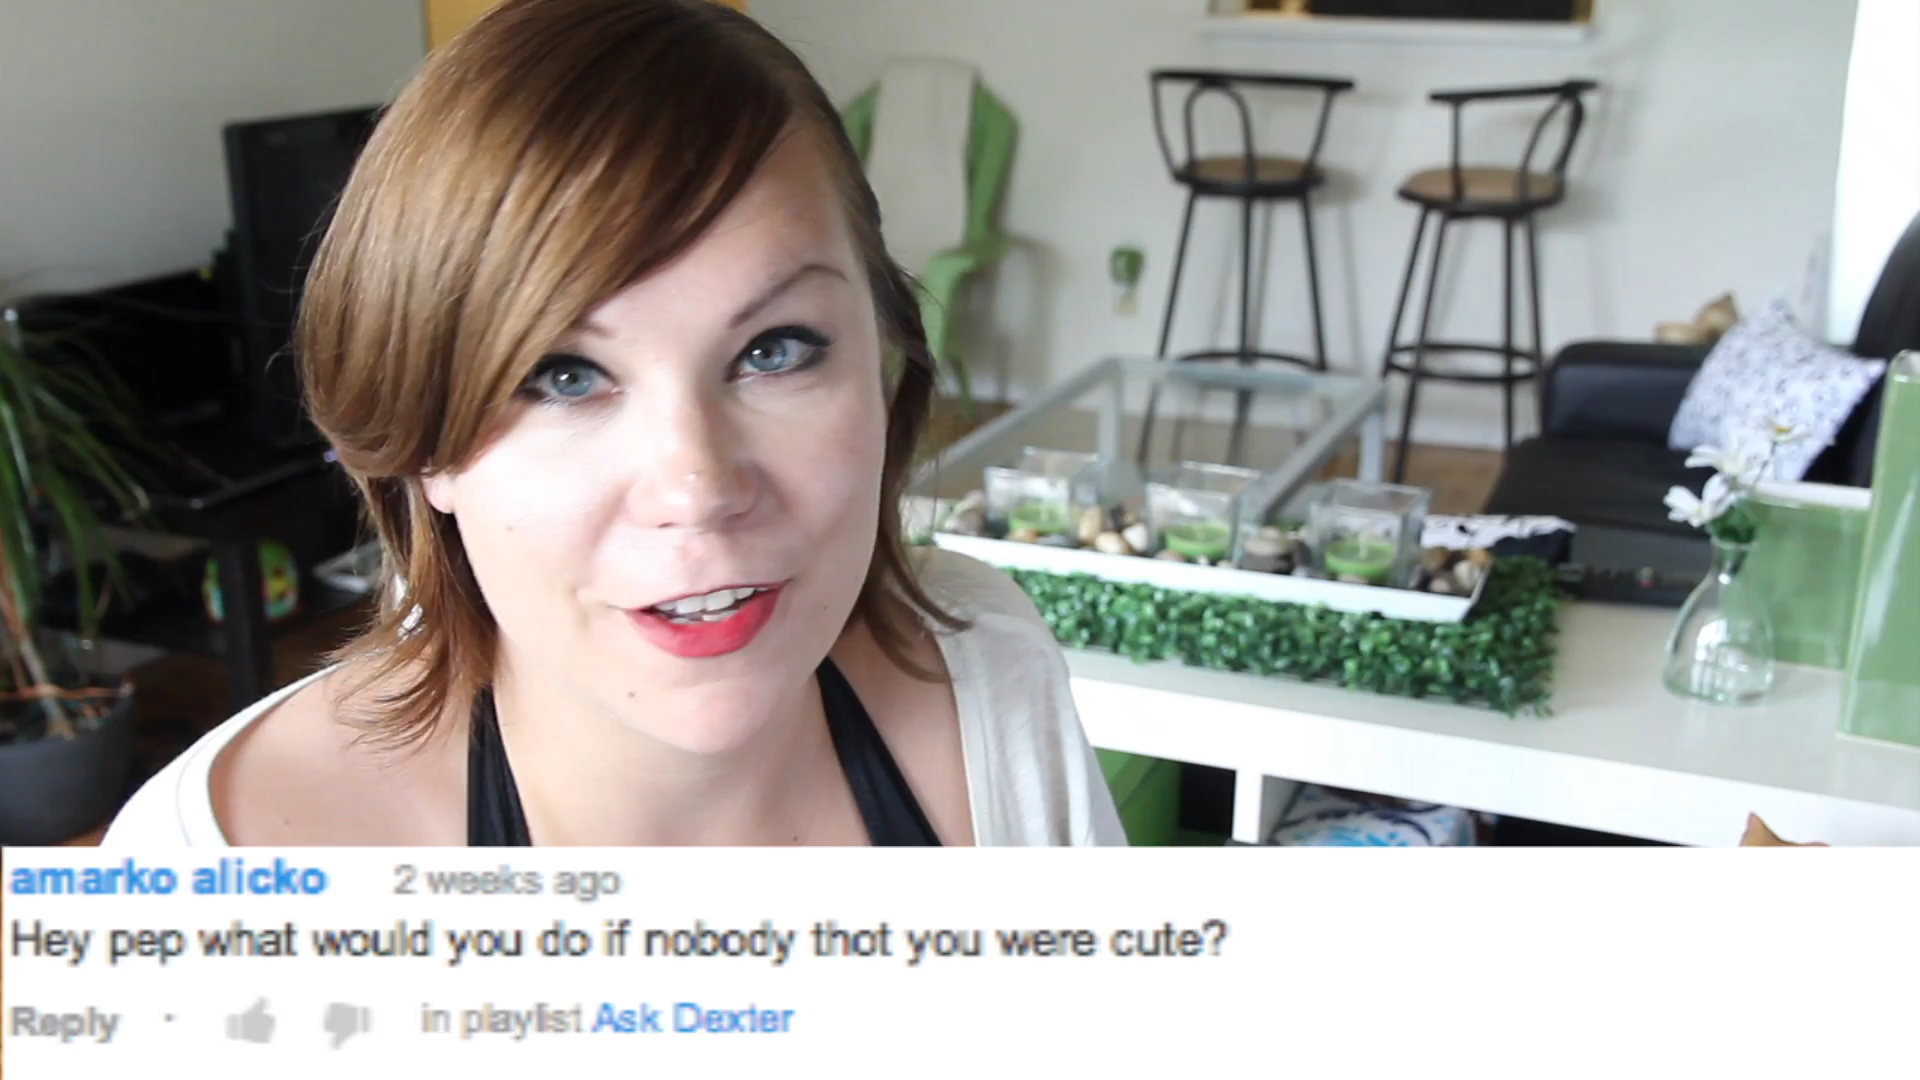 amarko alicko 2 weeks ago
Hey pep what would you do if nobody thot you were cute?
Reply · in playlist Ask Dexter